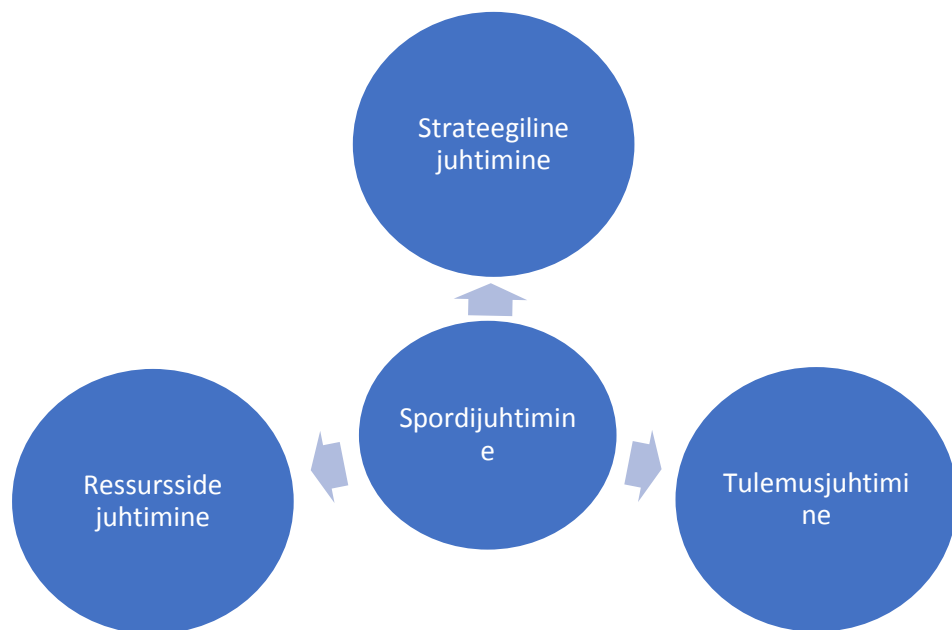 Strateegiline
juhtimine
Spordijuhtimin
e
Ressursside
juhtimine
Tulemusjuhtimi
ne